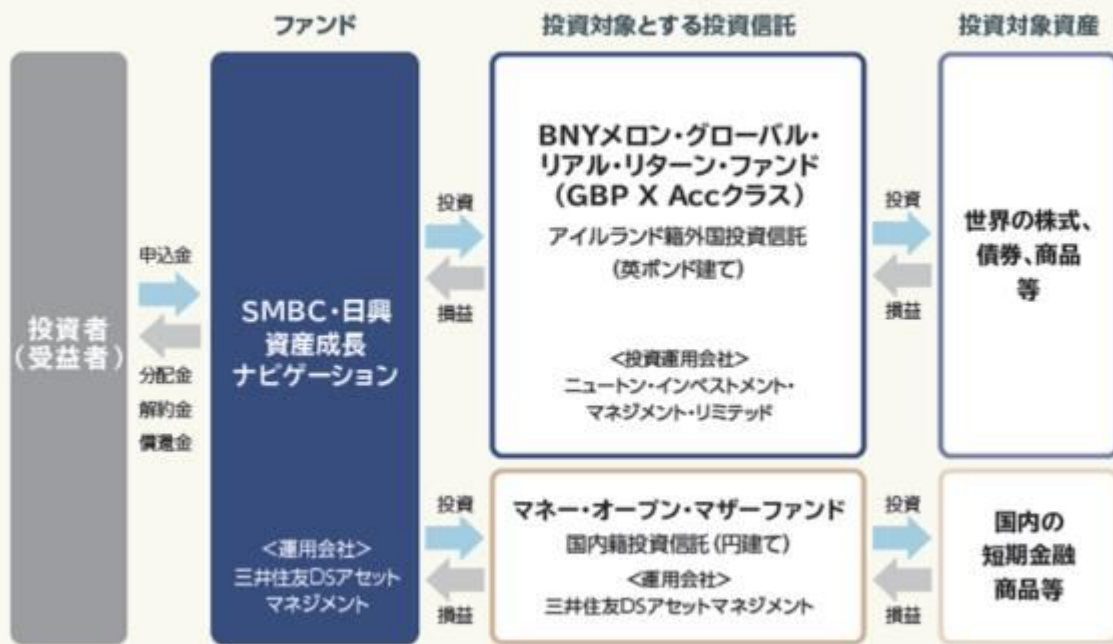 ファンド
投資対象とする投資信託
投資対象資産
投資者
(受益者)
申込金
分配金
解約金
償還金
SMBC・日興
資産成長
ナビゲーション
<運用会社>
三井住友DSアセット
マネジメント
投資
損益
BNYメロン・グローバル・
リアル・リターン・ファンド
(GBP X Accクラス)
アイルランド籍外国投資信託
(英ポンド建て)
<投資運用会社>
ニュートン・インベストメント・
マネジメント・リミテッド
投資
損益
世界の株式、
債券、商品
等
投資
損益
マネー・オープン・マザーファンド
国内籍投資信託(円建て)
<運用会社>
三井住友DSアセットマネジメント
投資
損益
国内の
短期金融
商品等